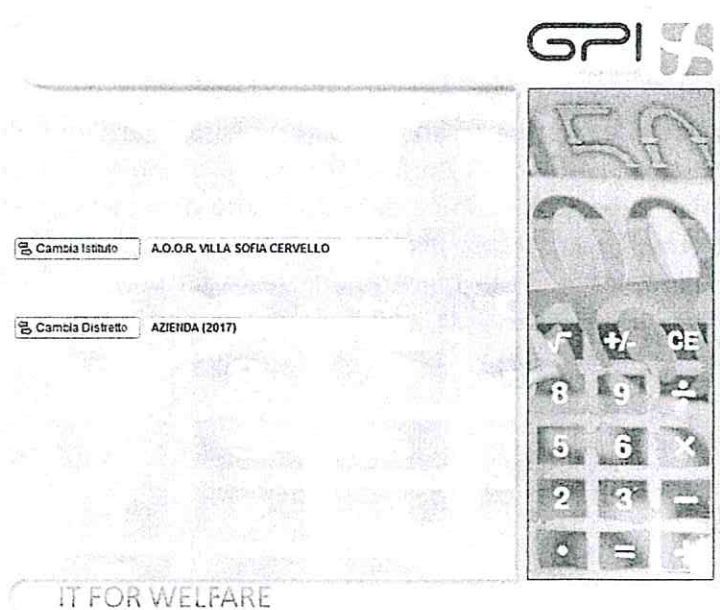 GPI
50
Cambia Istituto A.O.O.R. VILLA SOFIA CERVELLO
Cambia Distretto AZIENDA (2017)
√ +/- CE
8 9 ÷
5 6 ×
2 3 −
• = +
IT FOR WELFARE